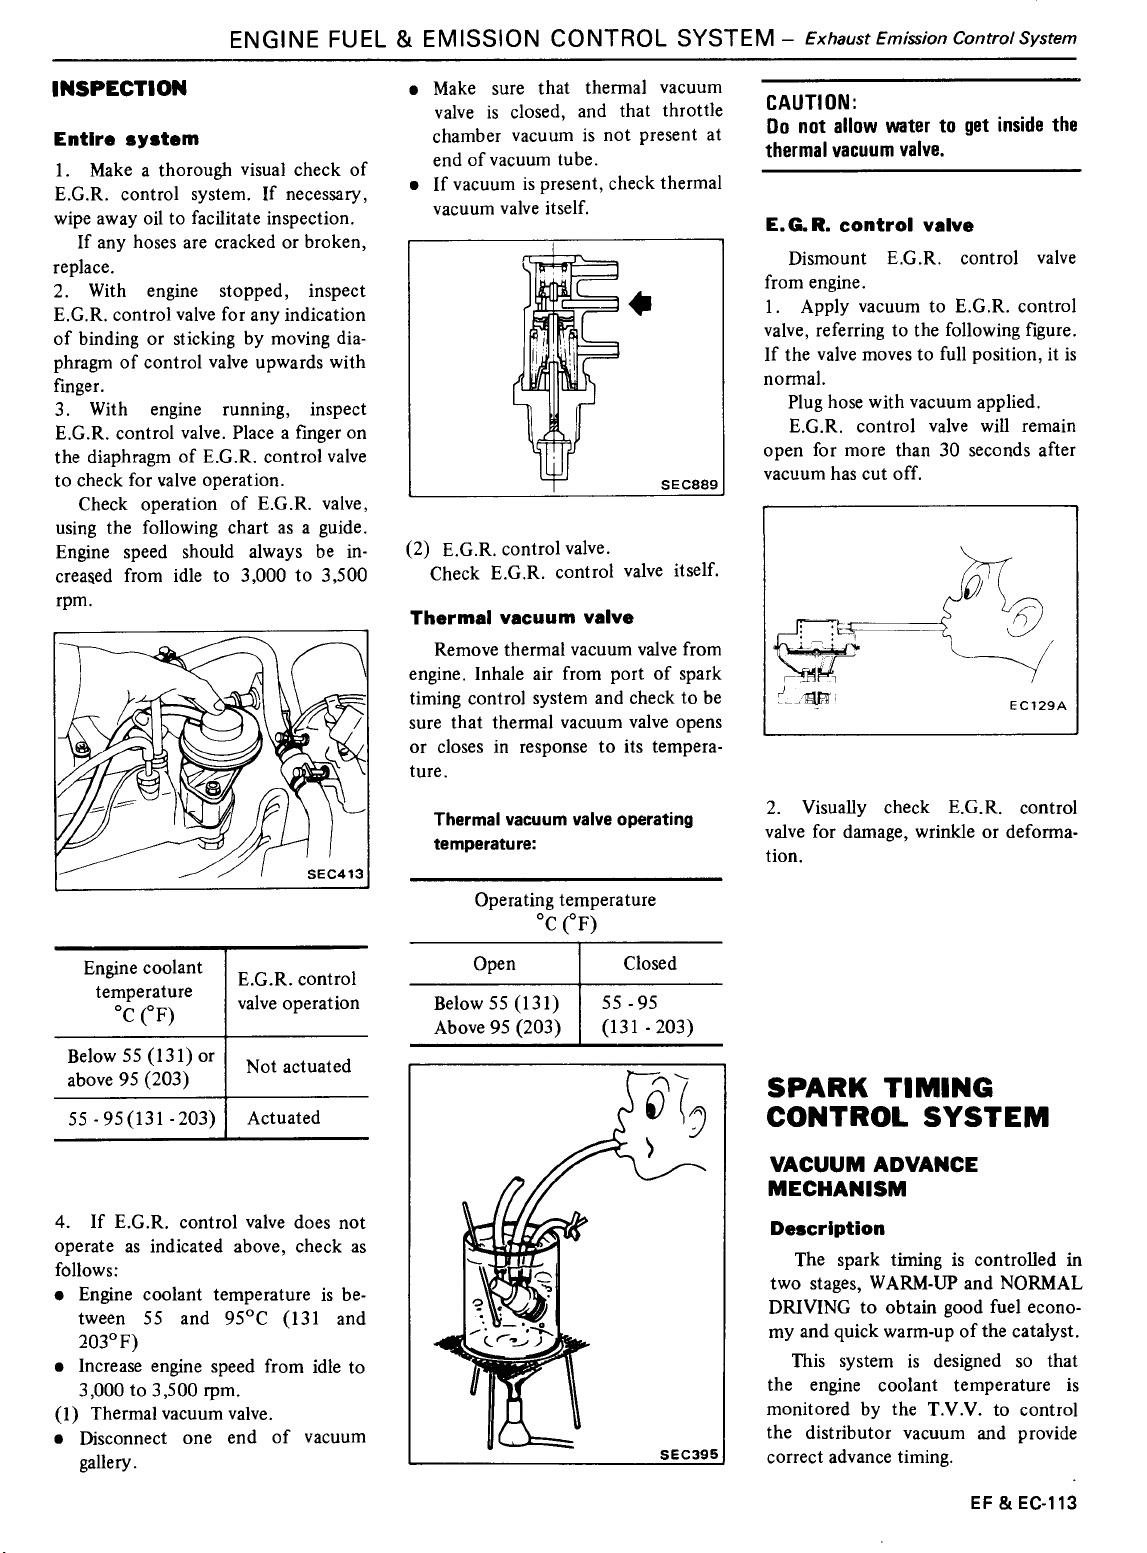 ENGINE FUEL & EMISSION CONTROL SYSTEM – Exhaust Emission Control System
INSPECTION
Entire system
1. Make a thorough visual check of
E.G.R. control system. If necessary,
wipe away oil to facilitate inspection.
If any hoses are cracked or broken,
replace.
2. With engine stopped, inspect
E.G.R. control valve for any indication
of binding or sticking by moving dia-
phragm of control valve upwards with
finger.
3. With engine running, inspect
E.G.R. control valve. Place a finger on
the diaphragm of E.G.R. control valve
to check for valve operation.
Check operation of E.G.R. valve,
using the following chart as a guide.
Engine speed should always be in-
creased from idle to 3,000 to 3,500
rpm.
SEC413
Engine coolant
temperature
°C (°F)
E.G.R. control
valve operation
Below 55 (131) or
above 95 (203)
Not actuated
55 - 95 (131 - 203)
Actuated
4. If E.G.R. control valve does not
operate as indicated above, check as
follows:
• Engine coolant temperature is be-
tween 55 and 95°C (131 and
203°F)
• Increase engine speed from idle to
3,000 to 3,500 rpm.
(1) Thermal vacuum valve.
• Disconnect one end of vacuum
gallery.
• Make sure that thermal vacuum
valve is closed, and that throttle
chamber vacuum is not present at
end of vacuum tube.
• If vacuum is present, check thermal
vacuum valve itself.
SEC889
(2) E.G.R. control valve.
Check E.G.R. control valve itself.
Thermal vacuum valve
Remove thermal vacuum valve from
engine. Inhale air from port of spark
timing control system and check to be
sure that thermal vacuum valve opens
or closes in response to its tempera-
ture.
Thermal vacuum valve operating
temperature:
Operating temperature
°C (°F)
Open
Closed
Below 55 (131)
Above 95 (203)
55 - 95
(131 - 203)
SEC395
CAUTION:
Do not allow water to get inside the
thermal vacuum valve.
E.G.R. control valve
Dismount E.G.R. control valve
from engine.
1. Apply vacuum to E.G.R. control
valve, referring to the following figure.
If the valve moves to full position, it is
normal.
Plug hose with vacuum applied.
E.G.R. control valve will remain
open for more than 30 seconds after
vacuum has cut off.
EC129A
2. Visually check E.G.R. control
valve for damage, wrinkle or deforma-
tion.
SPARK TIMING
CONTROL SYSTEM
VACUUM ADVANCE
MECHANISM
Description
The spark timing is controlled in
two stages, WARM-UP and NORMAL
DRIVING to obtain good fuel econo-
my and quick warm-up of the catalyst.
This system is designed so that
the engine coolant temperature is
monitored by the T.V.V. to control
the distributor vacuum and provide
correct advance timing.
EF & EC-113